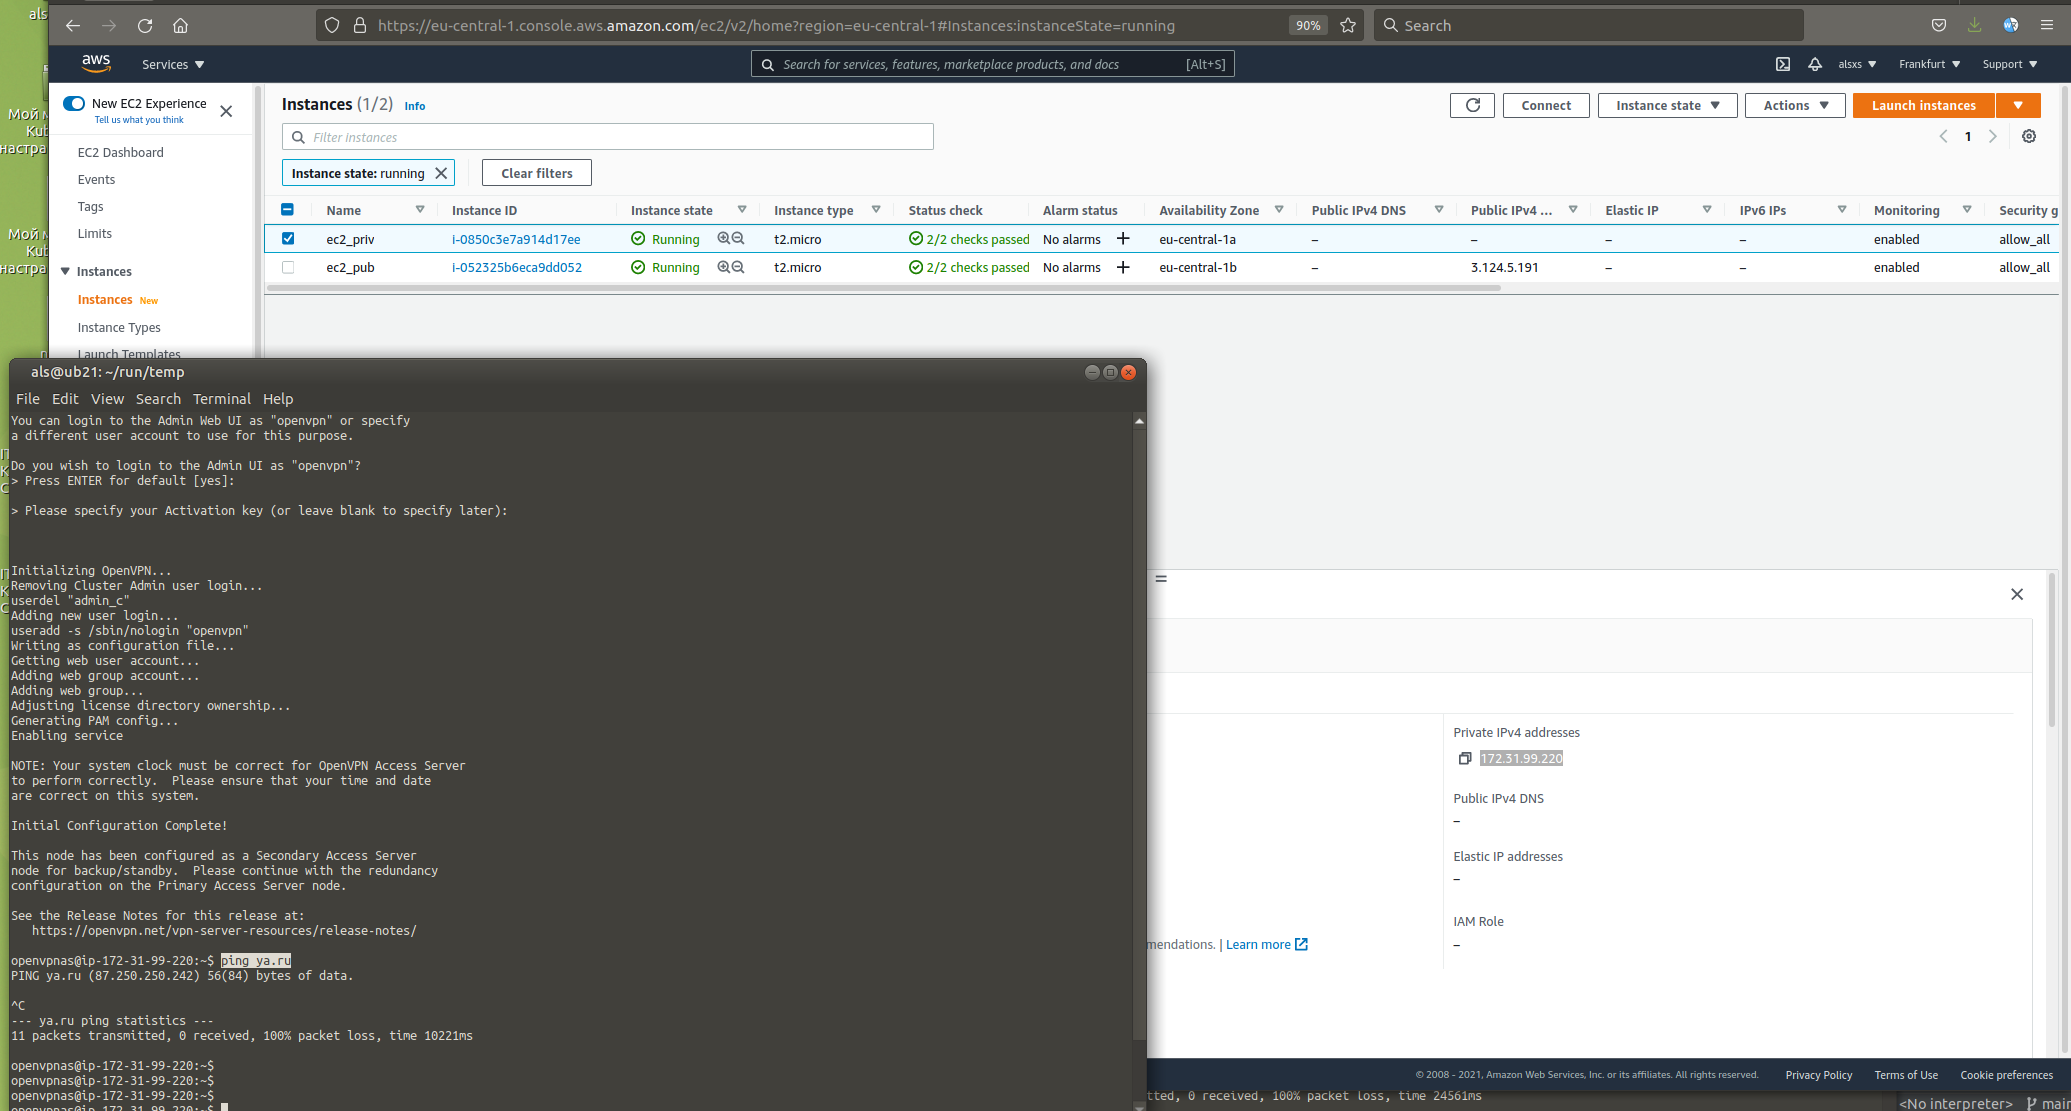 als
https://eu-central-1.console.aws.amazon.com/ec2/v2/home?region=eu-central-1#Instances:instanceState=running
90%
Search
aws
Services
Search for services, features, marketplace products, and docs
[Alt+S]
alsxs
Frankfurt
Support
New EC2 Experience
Tell us what you think
Instances (1/2) Info
Connect
Instance state
Actions
Launch instances
Filter instances
1
Instance state: running
Clear filters
Мой м
Kub
настра
EC2 Dashboard
Events
Tags
Limits
Instances
Instances New
Instance Types
Launch Templates
Мой м
Kub
настра
Name Instance ID Instance state Instance type Status check Alarm status Availability Zone Public IPv4 DNS Public IPv4 ... Elastic IP IPv6 IPs Monitoring Security g
ec2_priv i-0850c3e7a914d17ee Running t2.micro 2/2 checks passed No alarms + eu-central-1a – – – – enabled allow_all
ec2_pub i-052325b6eca9dd052 Running t2.micro 2/2 checks passed No alarms + eu-central-1b – 3.124.5.191 – – enabled allow_all
als@ub21: ~/run/temp
File Edit View Search Terminal Help
You can login to the Admin Web UI as "openvpn" or specify
a different user account to use for this purpose.
Do you wish to login to the Admin UI as "openvpn"?
> Press ENTER for default [yes]:
> Please specify your Activation key (or leave blank to specify later):
Initializing OpenVPN...
Removing Cluster Admin user login...
userdel "admin_c"
Adding new user login...
useradd -s /sbin/nologin "openvpn"
Writing as configuration file...
Getting web user account...
Adding web group account...
Adding web group...
Adjusting license directory ownership...
Generating PAM config...
Enabling service
NOTE: Your system clock must be correct for OpenVPN Access Server
to perform correctly.  Please ensure that your time and date
are correct on this system.
Initial Configuration Complete!
This node has been configured as a Secondary Access Server
node for backup/standby.  Please continue with the redundancy
configuration on the Primary Access Server node.
See the Release Notes for this release at:
https://openvpn.net/vpn-server-resources/release-notes/
openvpnas@ip-172-31-99-220:~$ ping ya.ru
PING ya.ru (87.250.250.242) 56(84) bytes of data.
^C
--- ya.ru ping statistics ---
11 packets transmitted, 0 received, 100% packet loss, time 10221ms
openvpnas@ip-172-31-99-220:~$
openvpnas@ip-172-31-99-220:~$
openvpnas@ip-172-31-99-220:~$
openvpnas@ip-172-31-99-220:~$
Private IPv4 addresses
172.31.99.220
Public IPv4 DNS
–
Elastic IP addresses
–
IAM Role
–
mendations. | Learn more
© 2008 - 2021, Amazon Web Services, Inc. or its affiliates. All rights reserved.
Privacy Policy
Terms of Use
Cookie preferences
tted, 0 received, 100% packet loss, time 24561ms
<No interpreter>
main